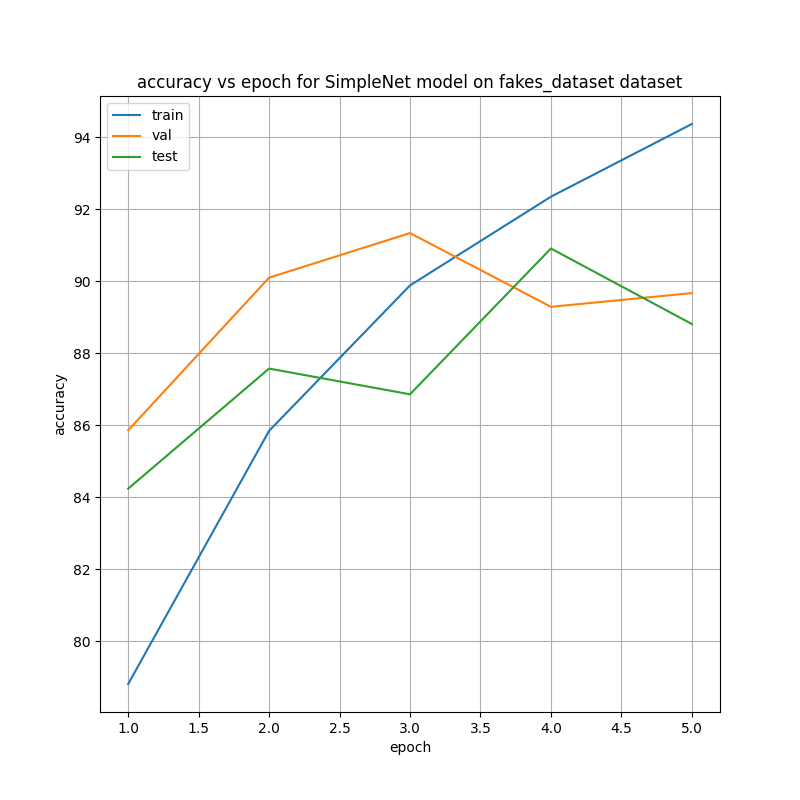 accuracy vs epoch for SimpleNet model on fakes_dataset dataset
train
val
test
94
92
90
88
86
84
82
80
accuracy
1.0 1.5 2.0 2.5 3.0 3.5 4.0 4.5 5.0
epoch